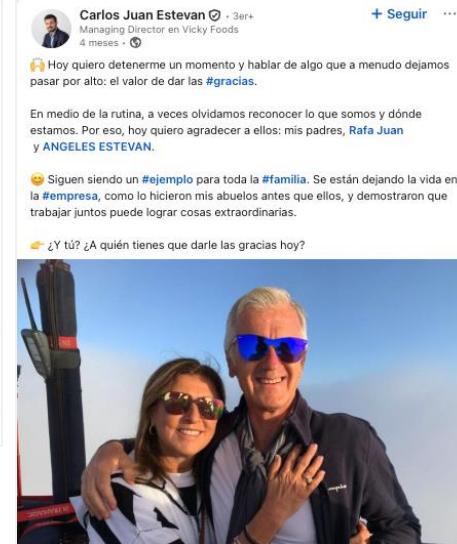 Carlos Juan Estevan · 3er+
+ Seguir ···
Managing Director en Vicky Foods
4 meses ·
🙌 Hoy quiero detenerme un momento y hablar de algo que a menudo dejamos
pasar por alto: el valor de dar las #gracias.
En medio de la rutina, a veces olvidamos reconocer lo que somos y dónde
estamos. Por eso, hoy quiero agradecer a ellos: mis padres, Rafa Juan
y ANGELES ESTEVAN.
😊 Siguen siendo un #ejemplo para toda la #familia. Se están dejando la vida en
la #empresa, como lo hicieron mis abuelos antes que ellos, y demostraron que
trabajar juntos puede lograr cosas extraordinarias.
👉 ¿Y tú? ¿A quién tienes que darle las gracias hoy?